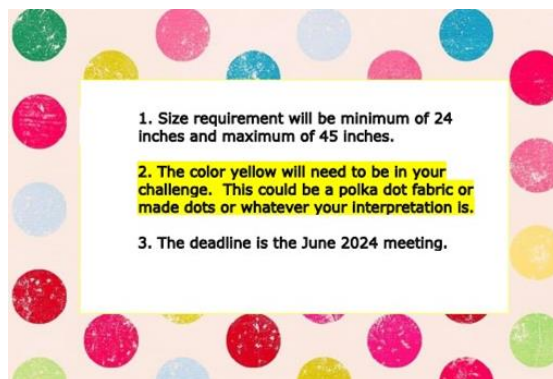 1. Size requirement will be minimum of 24
inches and maximum of 45 inches.
2. The color yellow will need to be in your
challenge.  This could be a polka dot fabric or
made dots or whatever your interpretation is.
3. The deadline is the June 2024 meeting.